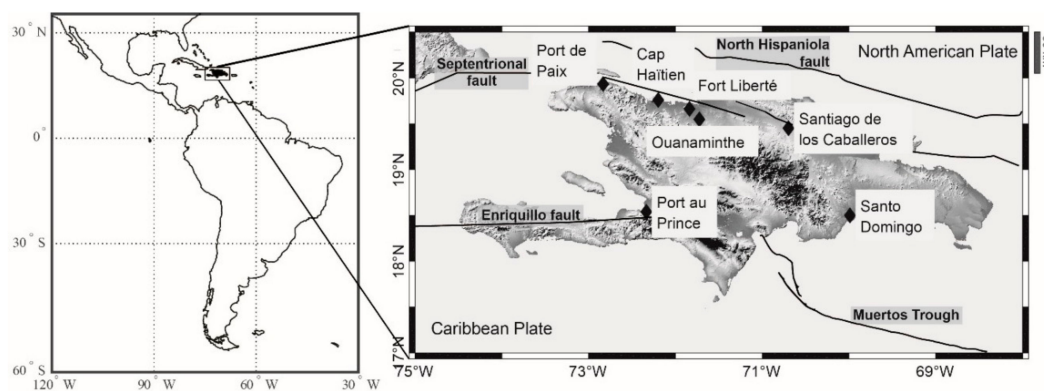 30° N
0°
30° S
60° S
120° W
90° W
60° W
30° W
20°N
19°N
18°N
17°N
75°W
73°W
71°W
69°W
North Hispaniola
fault
North American Plate
Septentrional
fault
Port de
Paix
Cap
Haïtien
Fort Liberté
Ouanaminthe
Santiago de
los Caballeros
Enriquillo fault
Port au
Prince
Santo
Domingo
Muertos Trough
Caribbean Plate